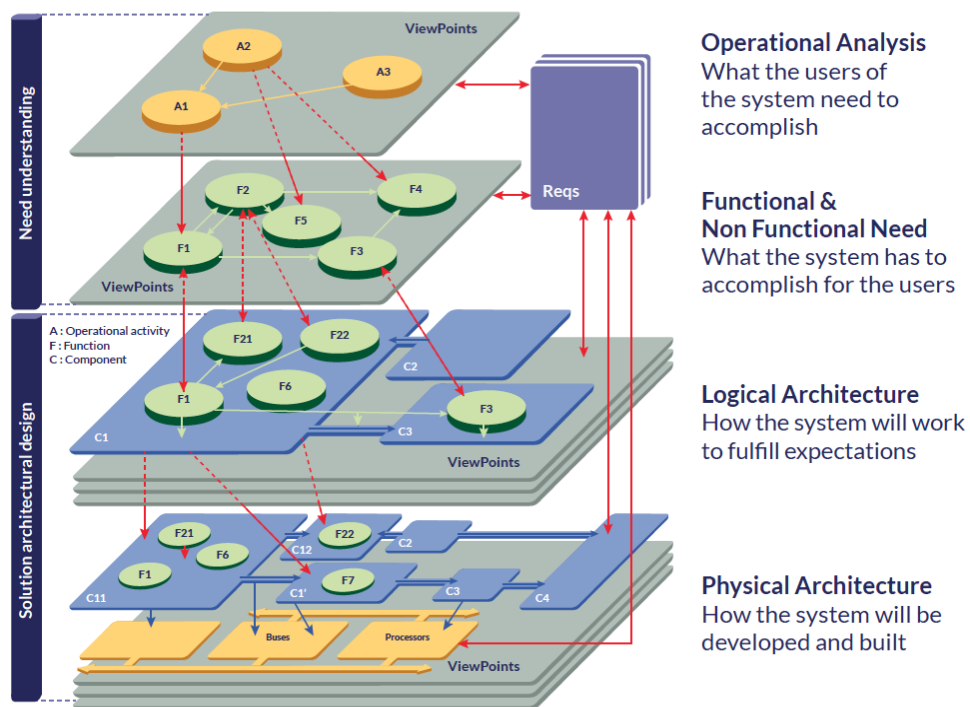 Need understanding
ViewPoints
A2
A3
A1
Operational Analysis
What the users of
the system need to
accomplish
Reqs
F2
F4
F5
F1
F3
ViewPoints
Functional &
Non Functional Need
What the system has to
accomplish for the users
Solution architectural design
A : Operational activity
F : Function
C : Component
F21
F22
C2
F6
F1
F3
C1
C3
ViewPoints
Logical Architecture
How the system will work
to fulfill expectations
F21
F22
C2
C12
F6
F1
F7
C3
C11
C1'
C4
Buses
Processors
ViewPoints
Physical Architecture
How the system will be
developed and built